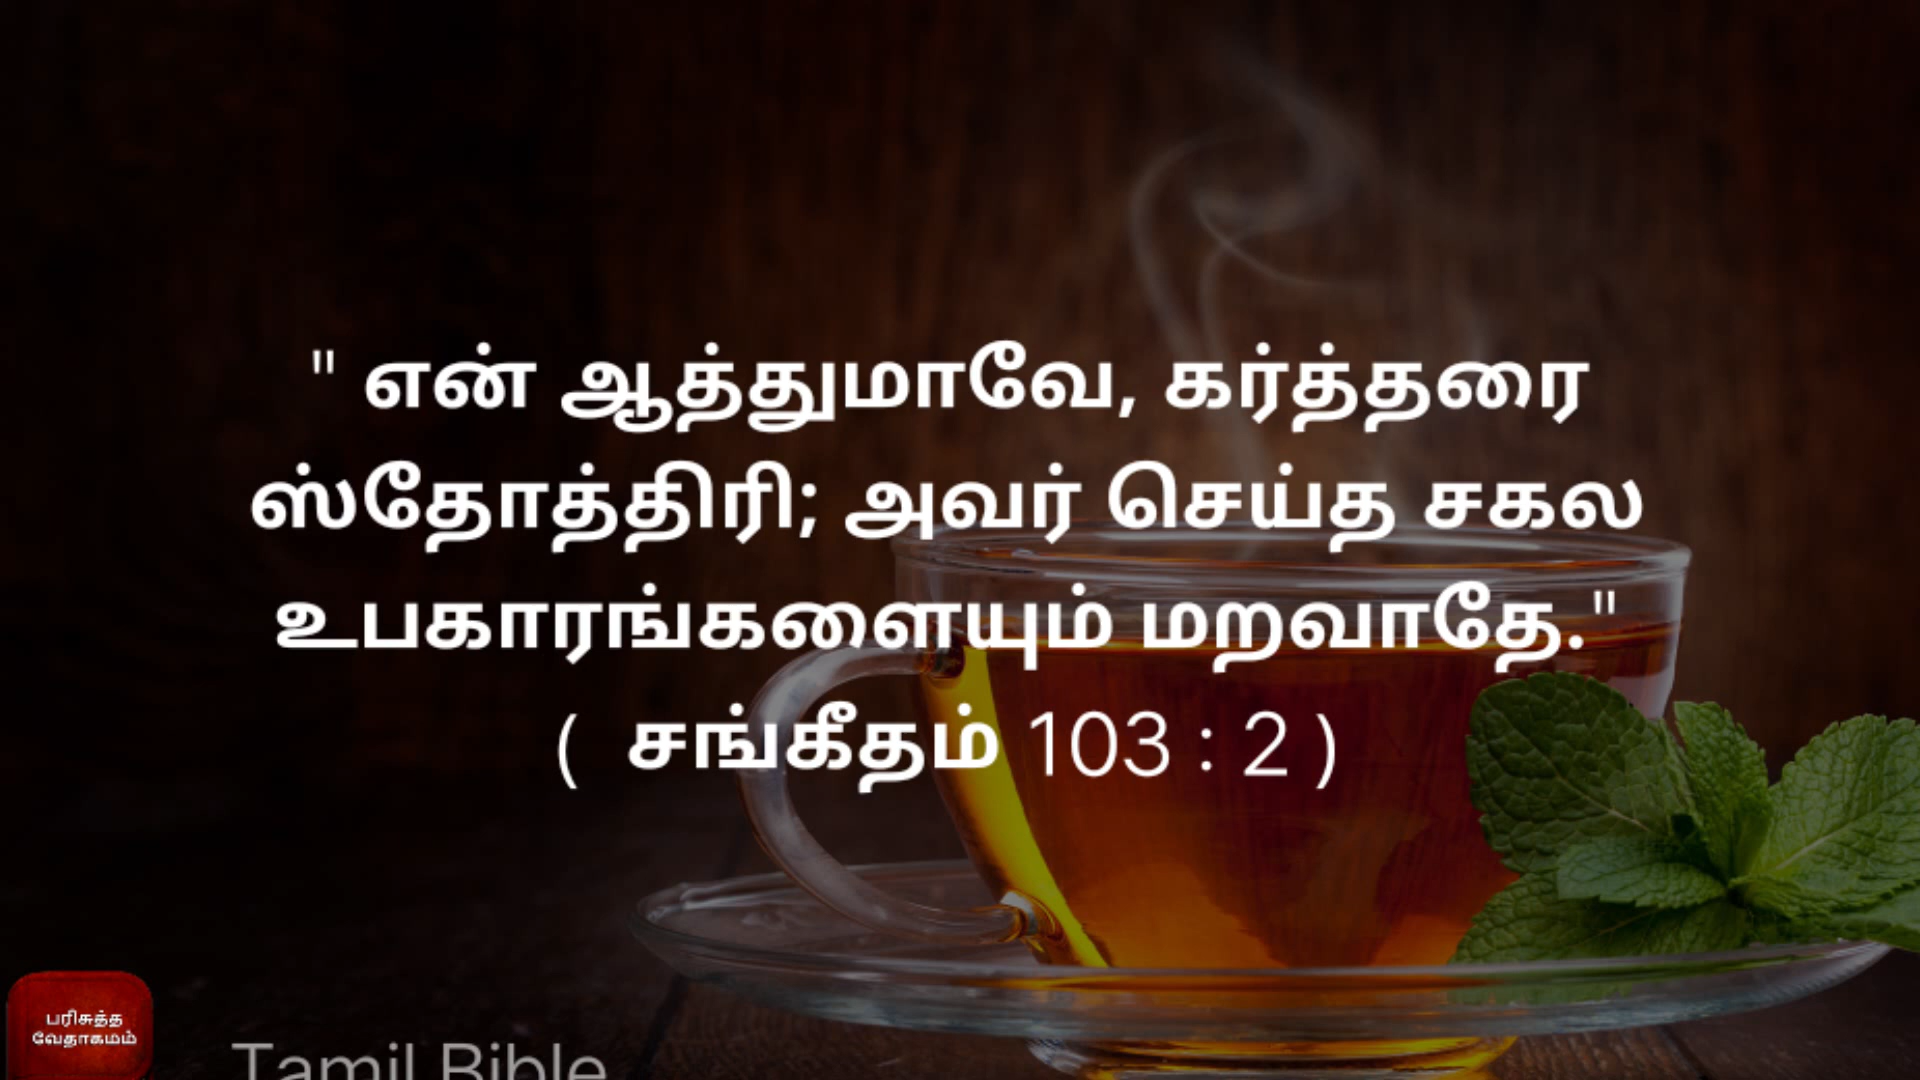 " என் ஆத்துமாவே, கர்த்தரை
ஸ்தோத்திரி; அவர் செய்த சகல
உபகாரங்களையும் மறவாதே."
( சங்கீதம் 103 : 2 )
பரிசுத்த
வேதாகமம்
Tamil Bible